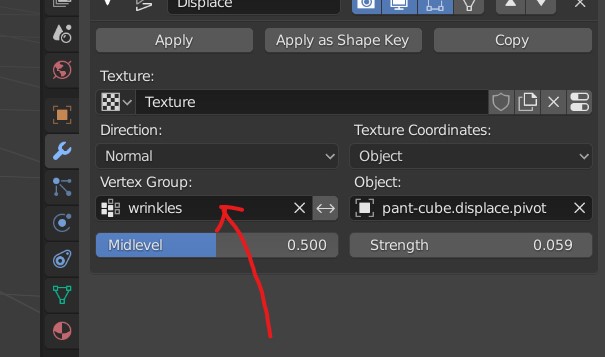 Displace
Apply Apply as Shape Key Copy
Texture:
Texture
Direction: Texture Coordinates:
Normal Object
Vertex Group: Object:
wrinkles pant-cube.displace.pivot
Midlevel 0.500 Strength 0.059